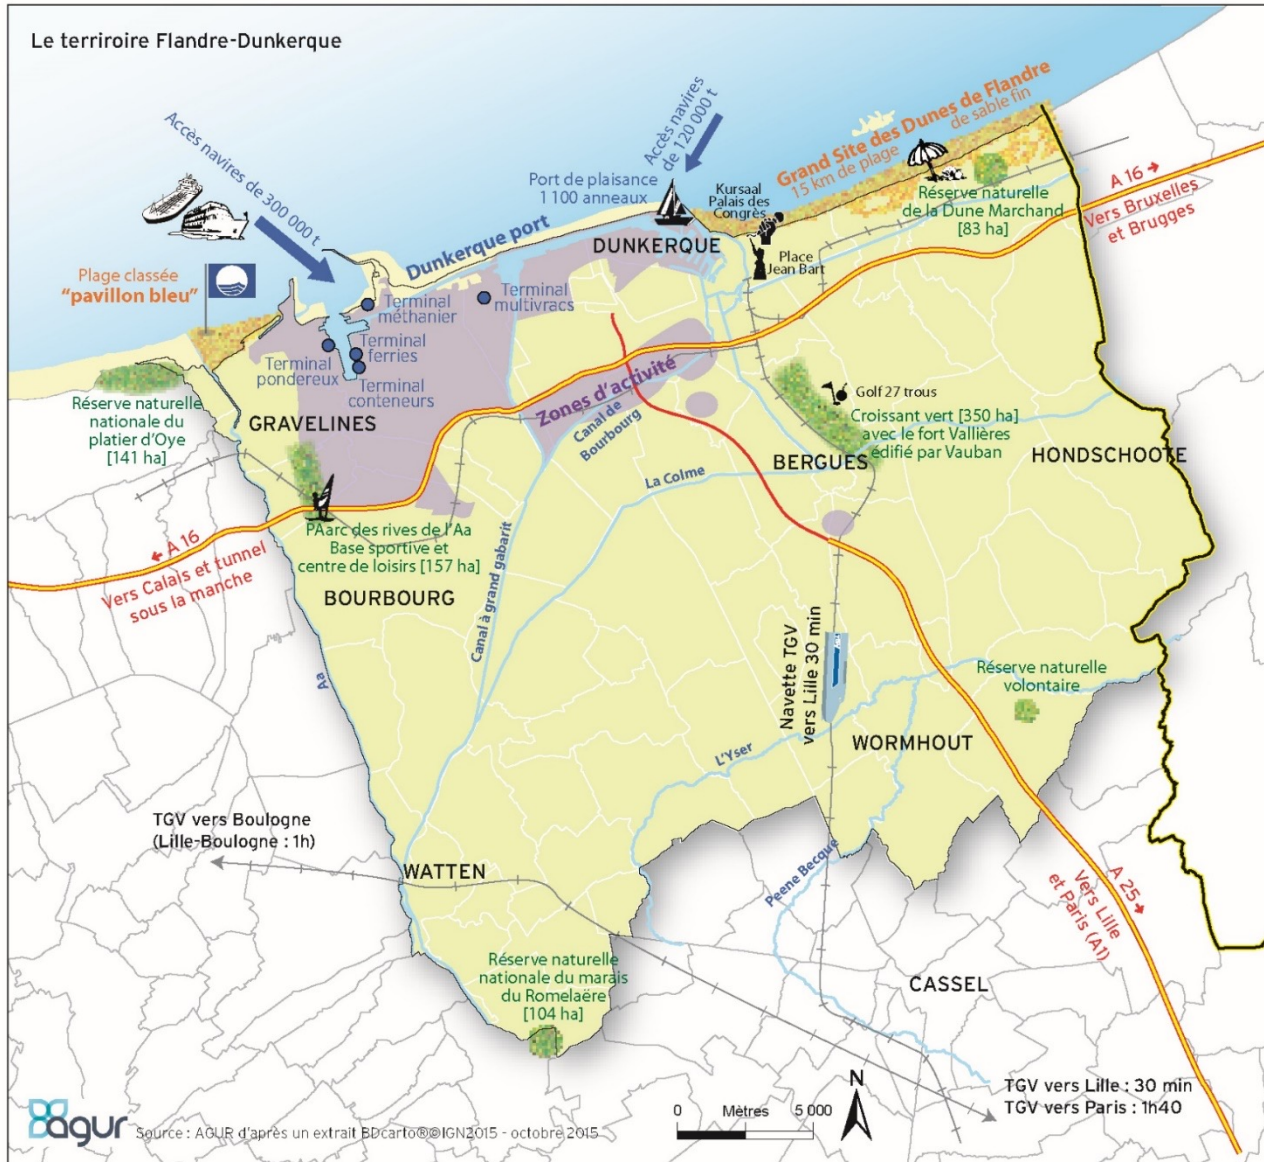 Le terriroire Flandre-Dunkerque
Accès navires de 300 000 t
Accès navires
de 120 000 t
Grand Site des Dunes de Flandre
15 km de plage
de sable fin
Port de plaisance
1 100 anneaux
Kursaal
Palais des
Congrès
Réserve naturelle
de la Dune Marchand
[83 ha]
A 16 →
Vers Bruxelles
et Brugges
Dunkerque port
DUNKERQUE
Place
Jean Bart
Plage classée
“pavillon bleu”
Terminal
méthanier
Terminal
multivracs
Terminal
ferries
Terminal
pondereux
Terminal
conteneurs
Zones d’activité
Canal de
Bourbourg
Réserve naturelle
nationale du
platier d’Oye
[141 ha]
GRAVELINES
Golf 27 trous
Croissant vert [350 ha]
avec le fort Vallières
édifié par Vauban
BERGUES
HONDSCHOOTE
La Colme
← A 16
Vers Calais et tunnel
sous la manche
PAarc des rives de l’Aa
Base sportive et
centre de loisirs [157 ha]
BOURBOURG
Canal à grand gabarit
Aa
Navette TGV
vers Lille 30 min
Réserve naturelle
volontaire
L’Yser
WORMHOUT
TGV vers Boulogne
(Lille-Boulogne : 1h)
WATTEN
Peene Becque
A 25 →
Vers Lille
et Paris (A1)
Réserve naturelle
nationale du marais
du Romelaëre
[104 ha]
CASSEL
TGV vers Lille : 30 min
TGV vers Paris : 1h40
N
0 Mètres 5 000
agur
Source : AGUR d’après un extrait BDcarto®©IGN2015 - octobre 2015